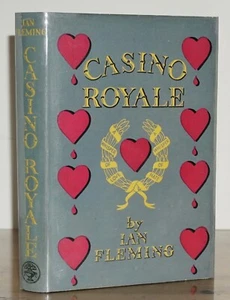 IAN
FLEMING
CASINO ROYALE
CASINO
ROYALE
by
IAN
FLEMING